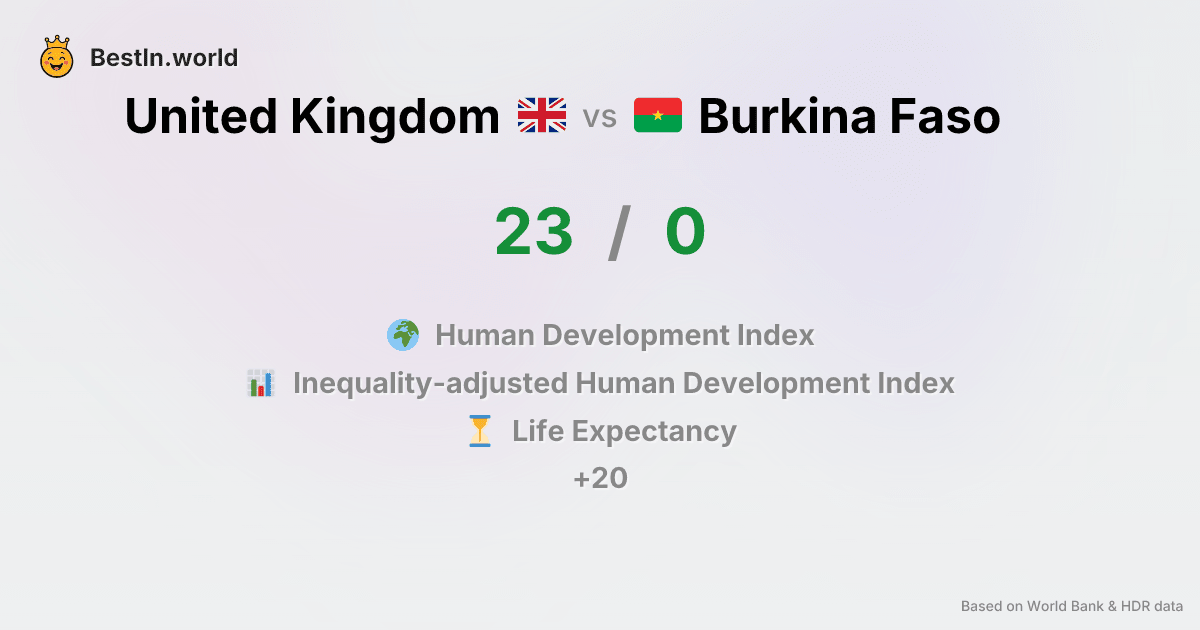 BestIn.world
United Kingdom vs Burkina Faso
23 / 0
Human Development Index
Inequality-adjusted Human Development Index
Life Expectancy
+20
Based on World Bank & HDR data